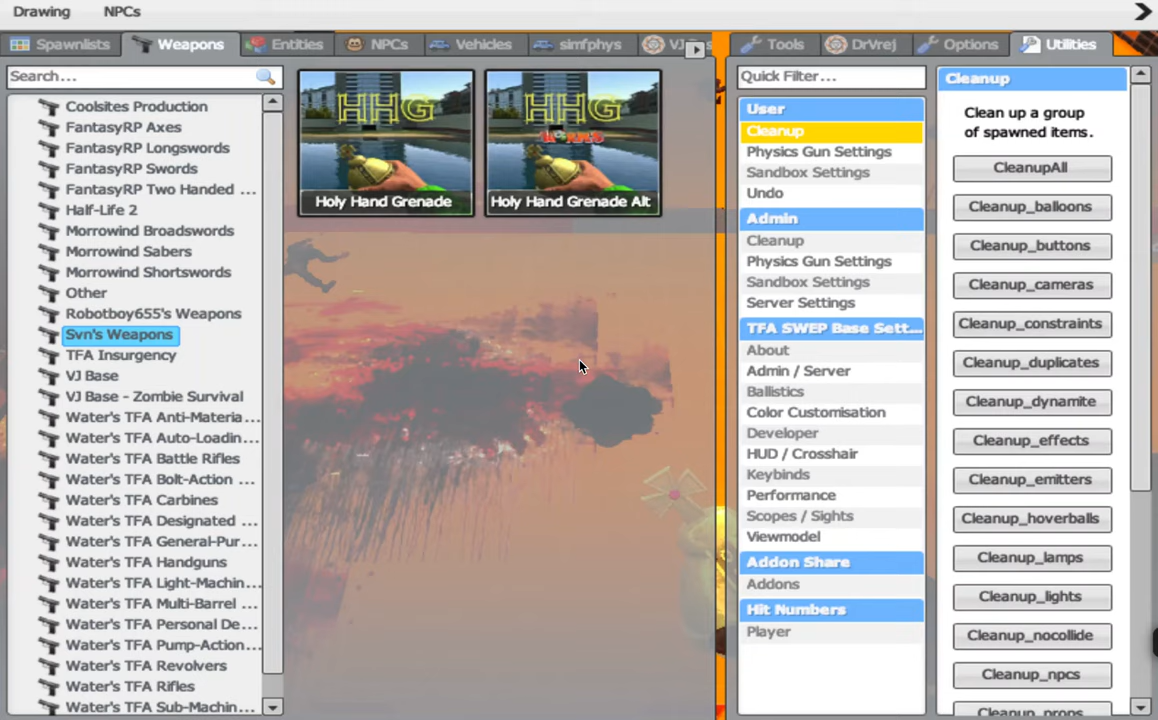 Drawing NPCs
Spawnlists Weapons Entities NPCs Vehicles simfphys
Tools DrVrej Options Utilities
Search...
Coolsites Production
FantasyRP Axes
FantasyRP Longswords
FantasyRP Swords
FantasyRP Two Handed ...
Half-Life 2
Morrowind Broadswords
Morrowind Sabers
Morrowind Shortswords
Other
Robotboy655's Weapons
Svn's Weapons
TFA Insurgency
VJ Base
VJ Base - Zombie Survival
Water's TFA Anti-Materia...
Water's TFA Auto-Loadin...
Water's TFA Battle Rifles
Water's TFA Bolt-Action ...
Water's TFA Carbines
Water's TFA Designated ...
Water's TFA General-Pur...
Water's TFA Handguns
Water's TFA Light-Machin...
Water's TFA Multi-Barrel ...
Water's TFA Personal De...
Water's TFA Pump-Action...
Water's TFA Revolvers
Water's TFA Rifles
Water's TFA Sub-Machin...
HHG
Holy Hand Grenade
HHG
Holy Hand Grenade Alt
Quick Filter...
User
Cleanup
Physics Gun Settings
Sandbox Settings
Undo
Admin
Cleanup
Physics Gun Settings
Sandbox Settings
Server Settings
TFA SWEP Base Sett...
About
Admin / Server
Ballistics
Color Customisation
Developer
HUD / Crosshair
Keybinds
Performance
Scopes / Sights
Viewmodel
Addon Share
Addons
Hit Numbers
Player
Cleanup
Clean up a group
of spawned items.
CleanupAll
Cleanup_balloons
Cleanup_buttons
Cleanup_cameras
Cleanup_constraints
Cleanup_duplicates
Cleanup_dynamite
Cleanup_effects
Cleanup_emitters
Cleanup_hoverballs
Cleanup_lamps
Cleanup_lights
Cleanup_nocollide
Cleanup_npcs
Cleanup_props